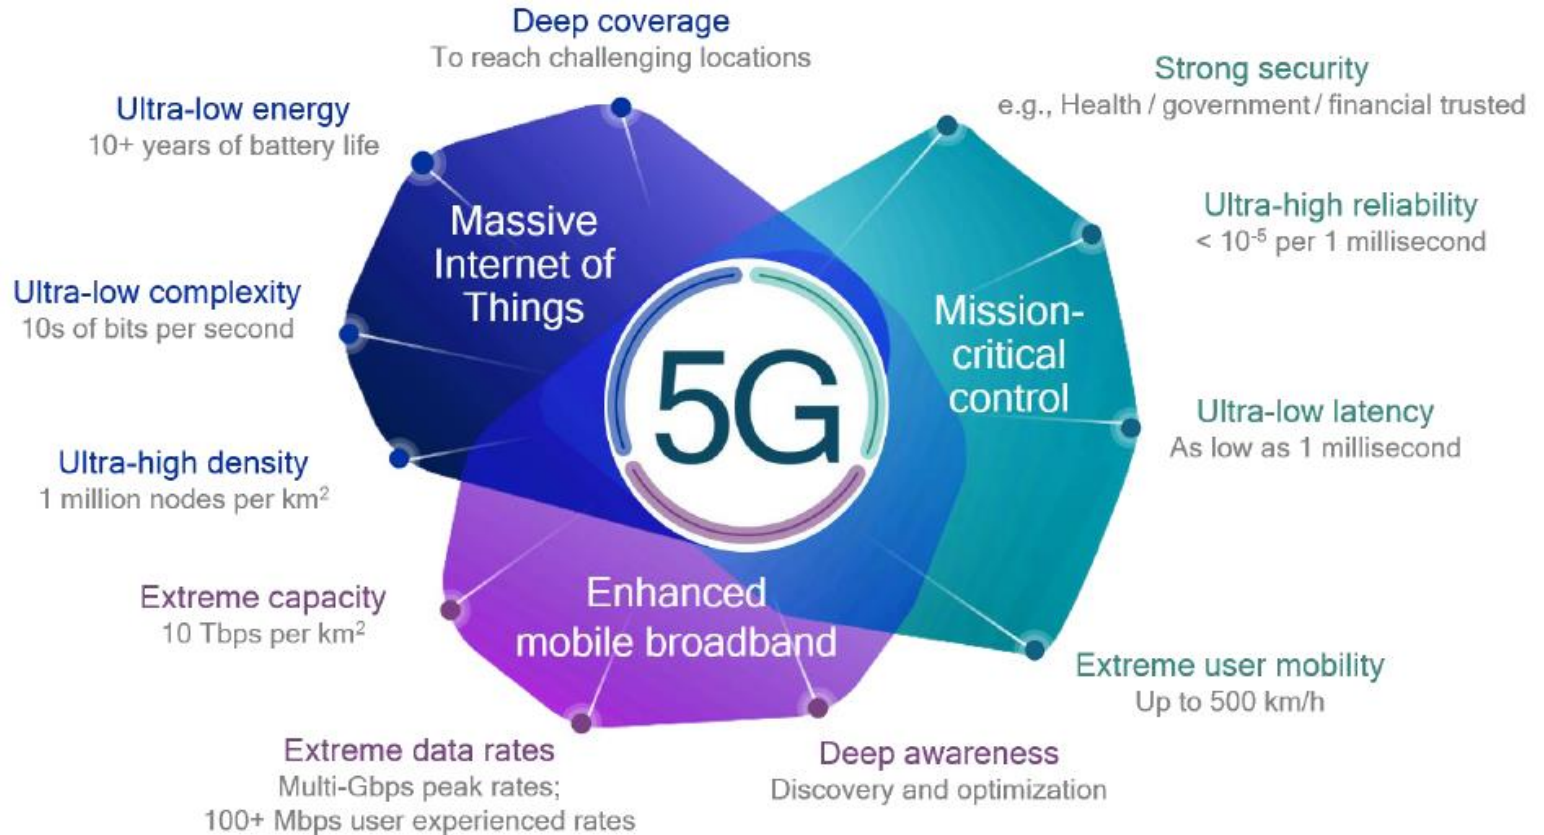 Deep coverage
To reach challenging locations
Strong security
e.g., Health / government / financial trusted
Ultra-low energy
10+ years of battery life
Ultra-high reliability
< 10⁻⁵ per 1 millisecond
Massive
Internet of
Things
Ultra-low complexity
10s of bits per second
Mission-
critical
control
5G
Ultra-low latency
As low as 1 millisecond
Ultra-high density
1 million nodes per km²
Extreme capacity
10 Tbps per km²
Enhanced
mobile broadband
Extreme user mobility
Up to 500 km/h
Extreme data rates
Multi-Gbps peak rates;
100+ Mbps user experienced rates
Deep awareness
Discovery and optimization